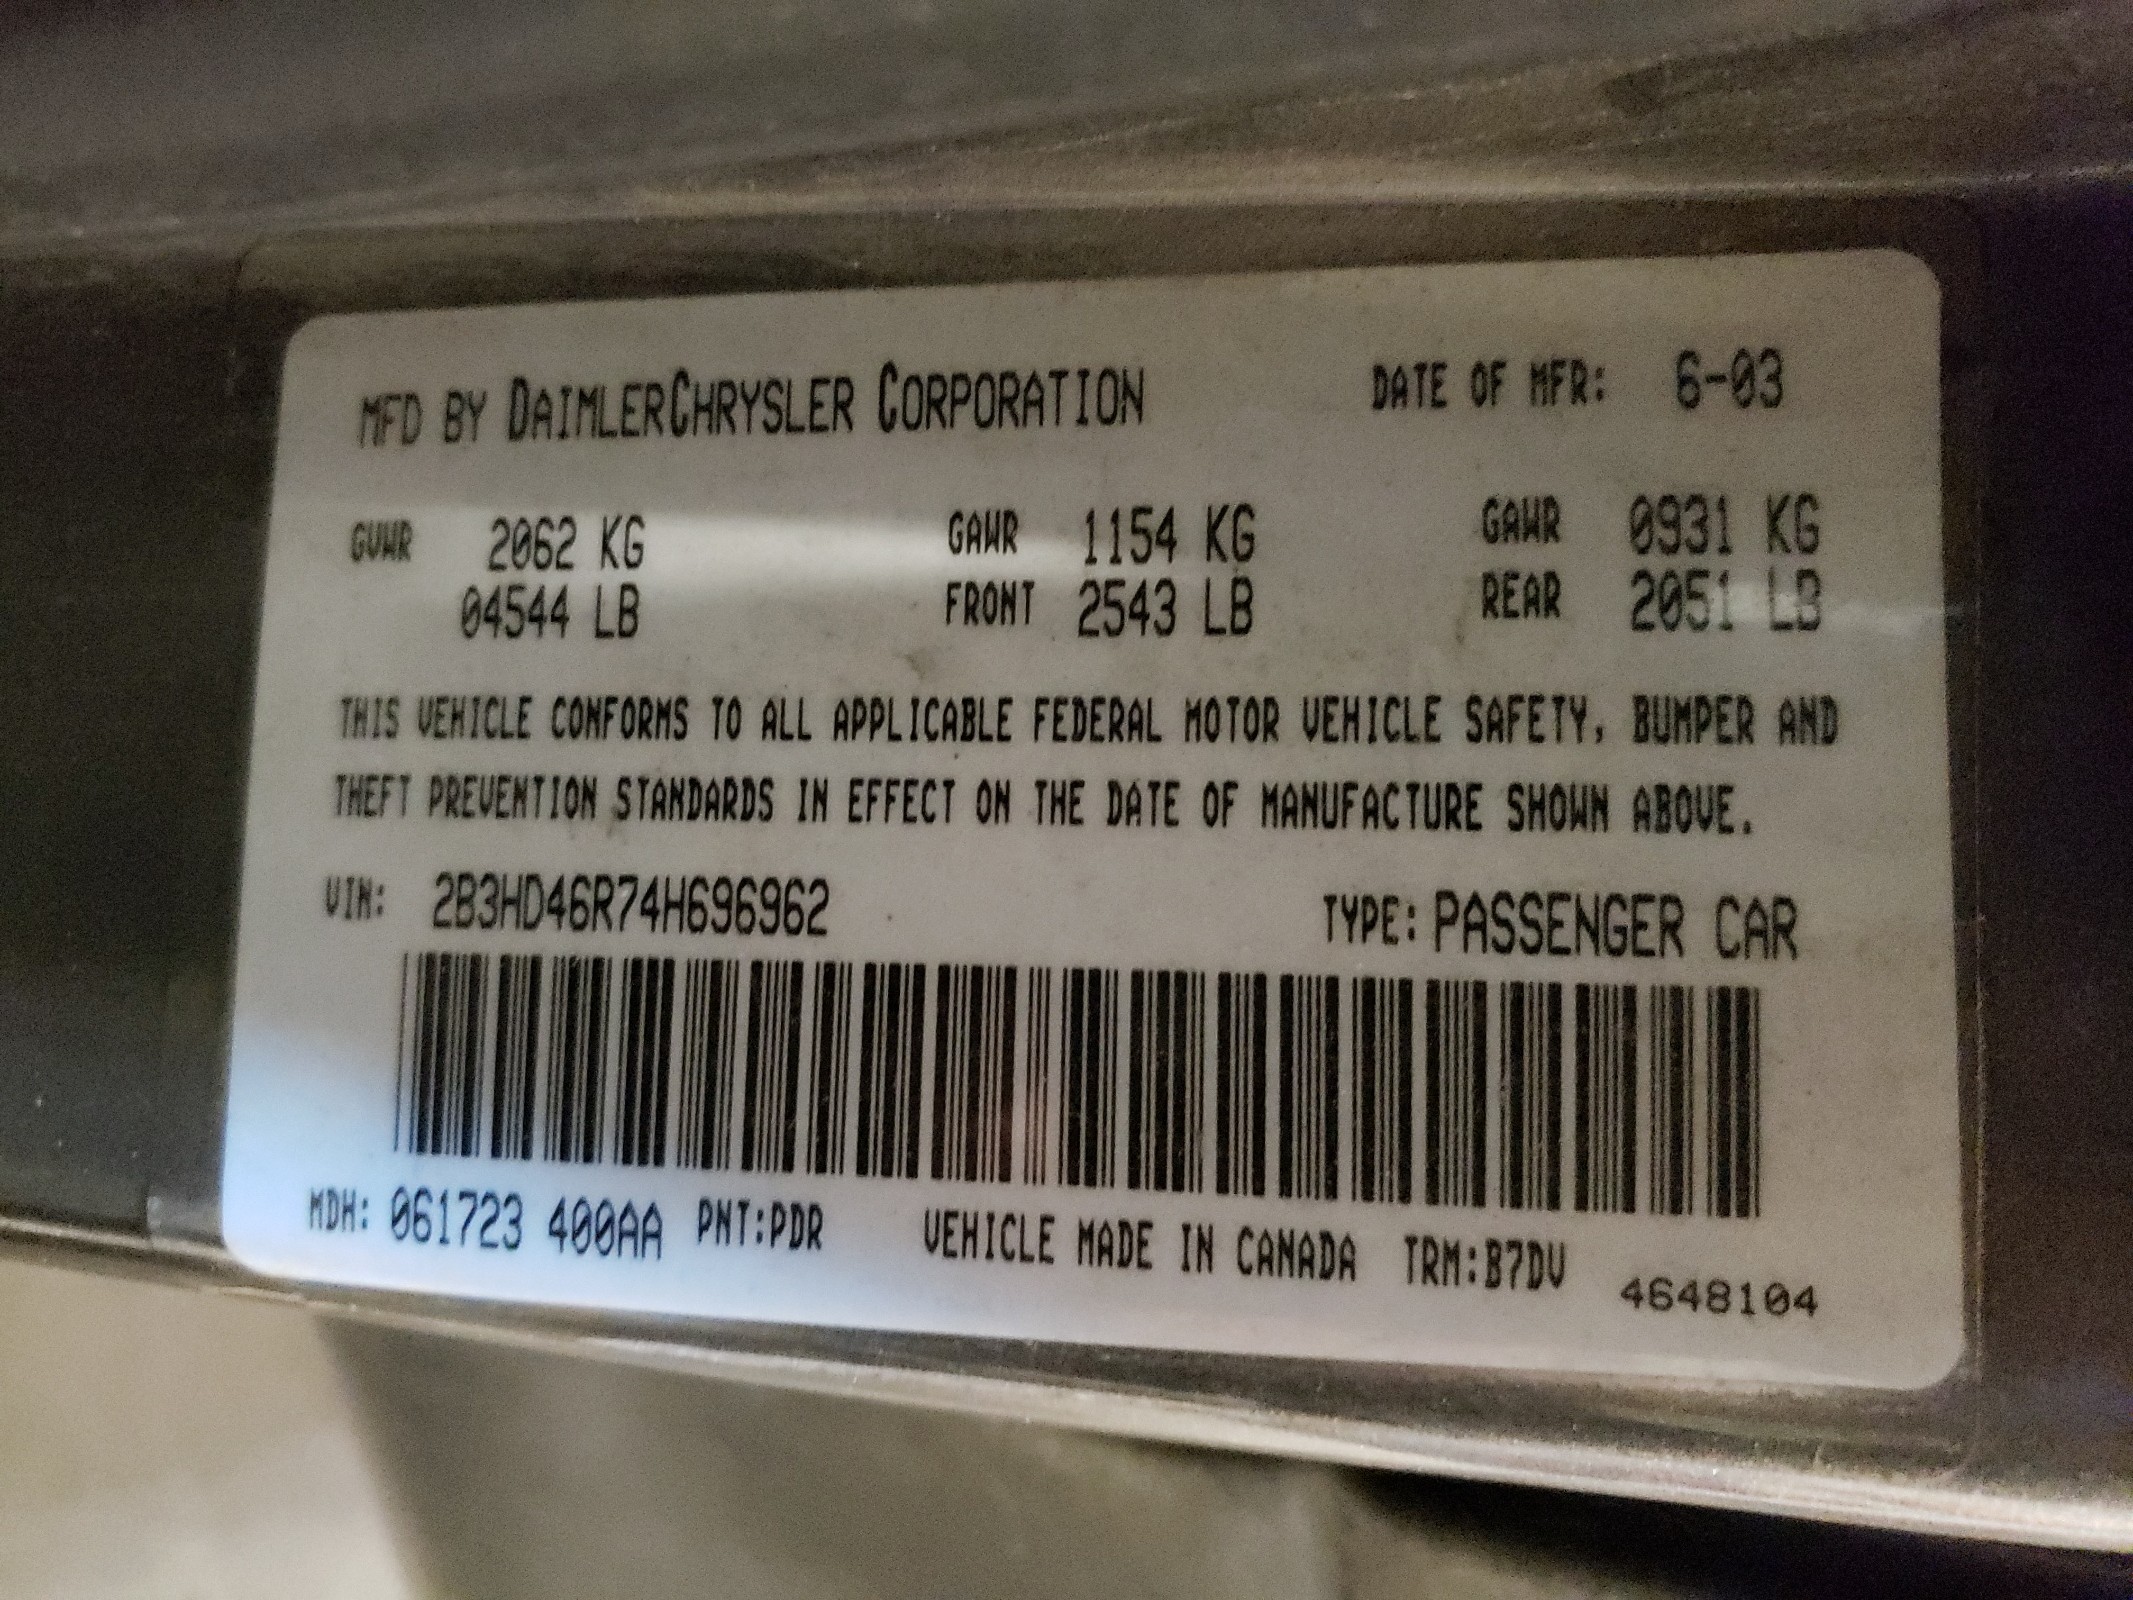 MFD BY DAIMLERCHRYSLER CORPORATION DATE OF MFR: 6-03
GVWR 2062 KG GAWR 1154 KG GAWR 0931 KG
04544 LB FRONT 2543 LB REAR 2051 LB
THIS VEHICLE CONFORMS TO ALL APPLICABLE FEDERAL MOTOR VEHICLE SAFETY, BUMPER AND
THEFT PREVENTION STANDARDS IN EFFECT ON THE DATE OF MANUFACTURE SHOWN ABOVE.
VIN: 2B3HD46R74H696962 TYPE: PASSENGER CAR
MDH: 061723 400AA PNT:PDR VEHICLE MADE IN CANADA TRM:B7DV 4648104